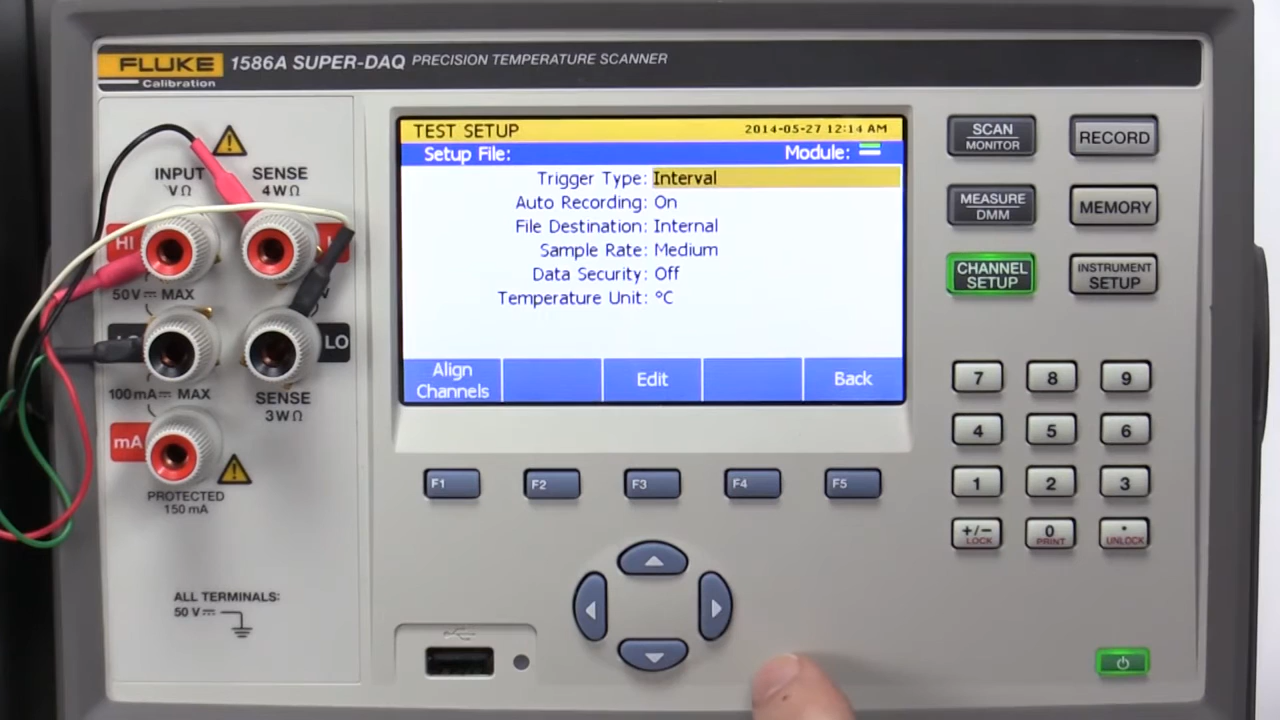 FLUKE
Calibration
1586A SUPER-DAQ PRECISION TEMPERATURE SCANNER
INPUT
VΩ
SENSE
4WΩ
HI
50V⎓MAX
LO
100mA⎓MAX
SENSE
3WΩ
mA
PROTECTED
150mA
ALL TERMINALS:
50 V⎓
TEST SETUP
2014-05-27 12:14 AM
Setup File:
Module:
Trigger Type: Interval
Auto Recording: On
File Destination: Internal
Sample Rate: Medium
Data Security: Off
Temperature Unit: °C
Align
Channels
Edit
Back
F1
F2
F3
F4
F5
SCAN
MONITOR
RECORD
MEASURE
DMM
MEMORY
CHANNEL
SETUP
INSTRUMENT
SETUP
7
8
9
4
5
6
1
2
3
+/-
LOCK
0
PRINT
•
UNLOCK